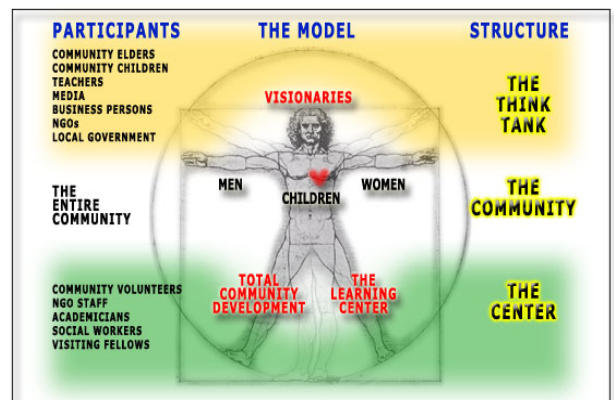 PARTICIPANTS
THE MODEL
STRUCTURE
COMMUNITY ELDERS
COMMUNITY CHILDREN
TEACHERS
MEDIA
BUSINESS PERSONS
NGOs
LOCAL GOVERNMENT
VISIONARIES
THE
THINK
TANK
THE
ENTIRE
COMMUNITY
MEN
CHILDREN
WOMEN
THE
COMMUNITY
COMMUNITY VOLUNTEERS
NGO STAFF
ACADEMICIANS
SOCIAL WORKERS
VISITING FELLOWS
TOTAL
COMMUNITY
DEVELOPMENT
THE
LEARNING
CENTER
THE
CENTER